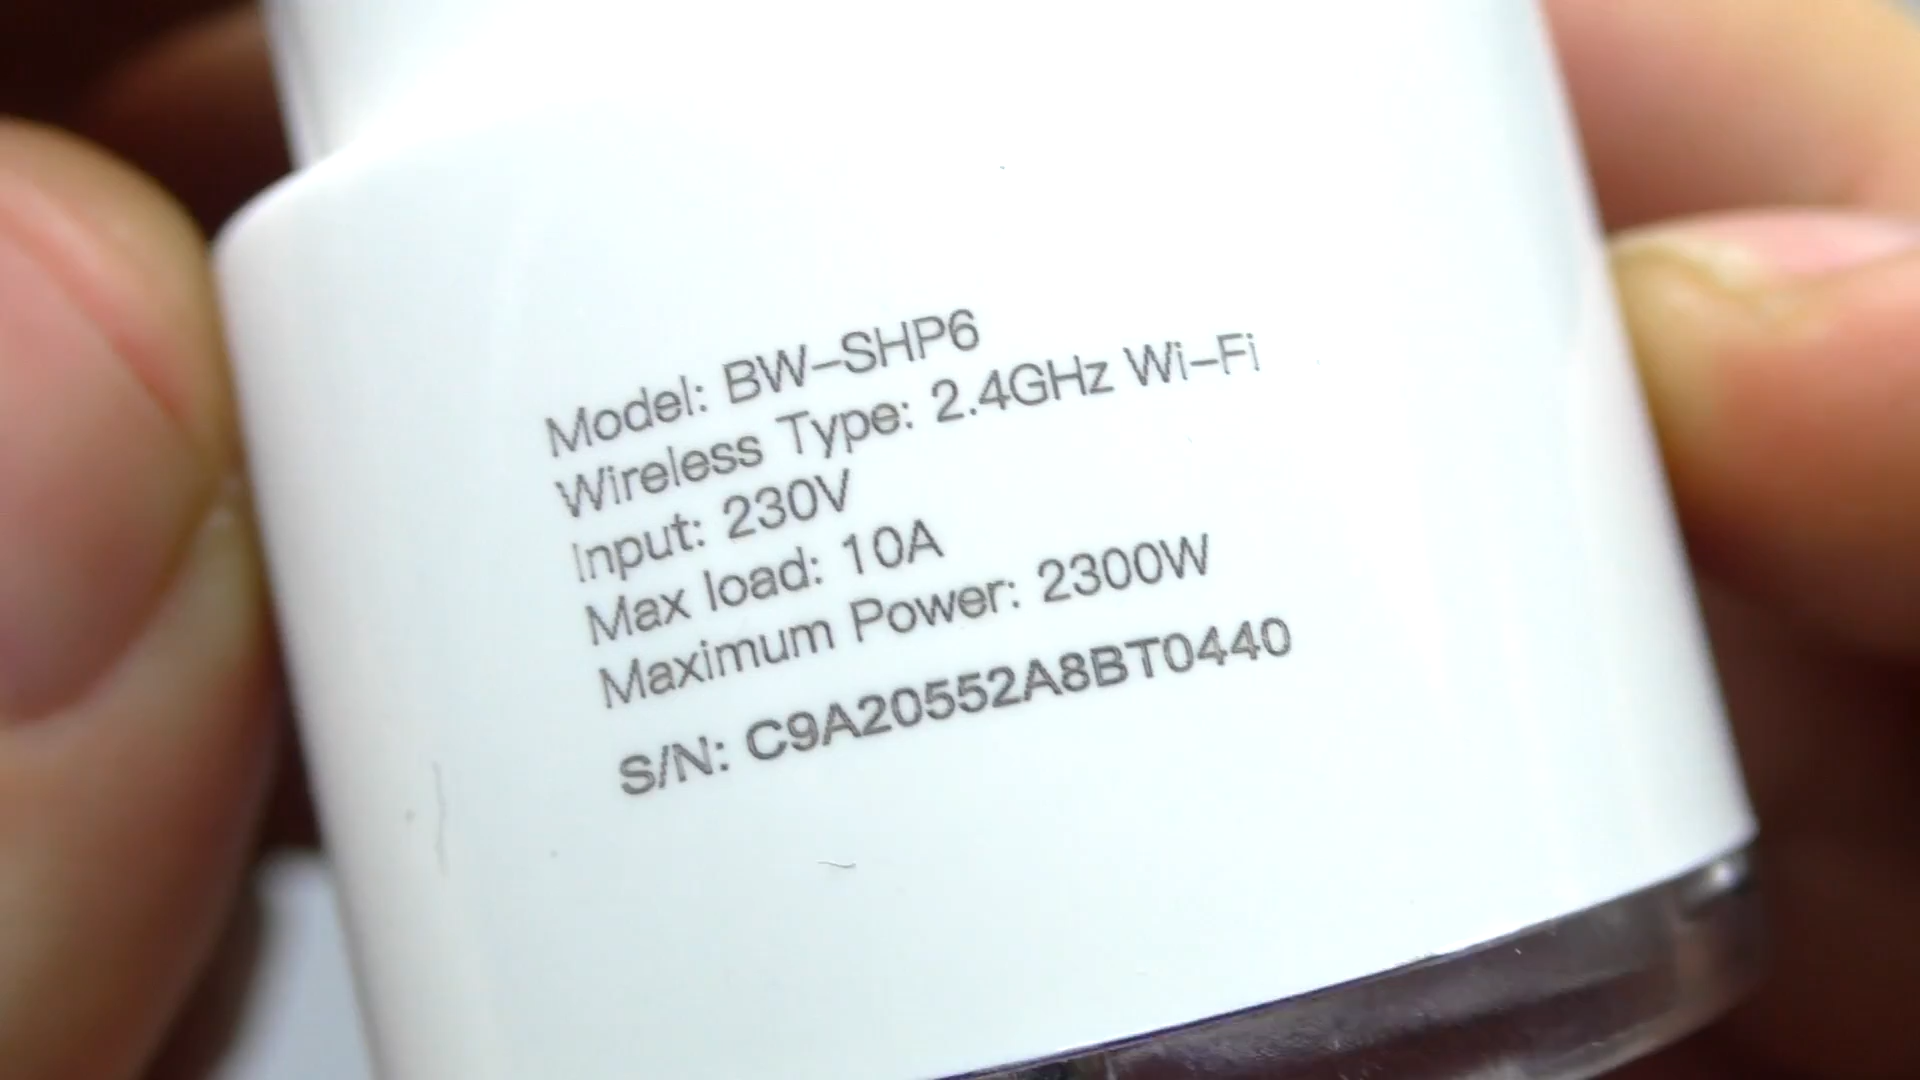 Model: BW-SHP6
Wireless Type: 2.4GHz Wi-Fi
Input: 230V
Max load: 10A
Maximum Power: 2300W
S/N: C9A20552A8BT0440